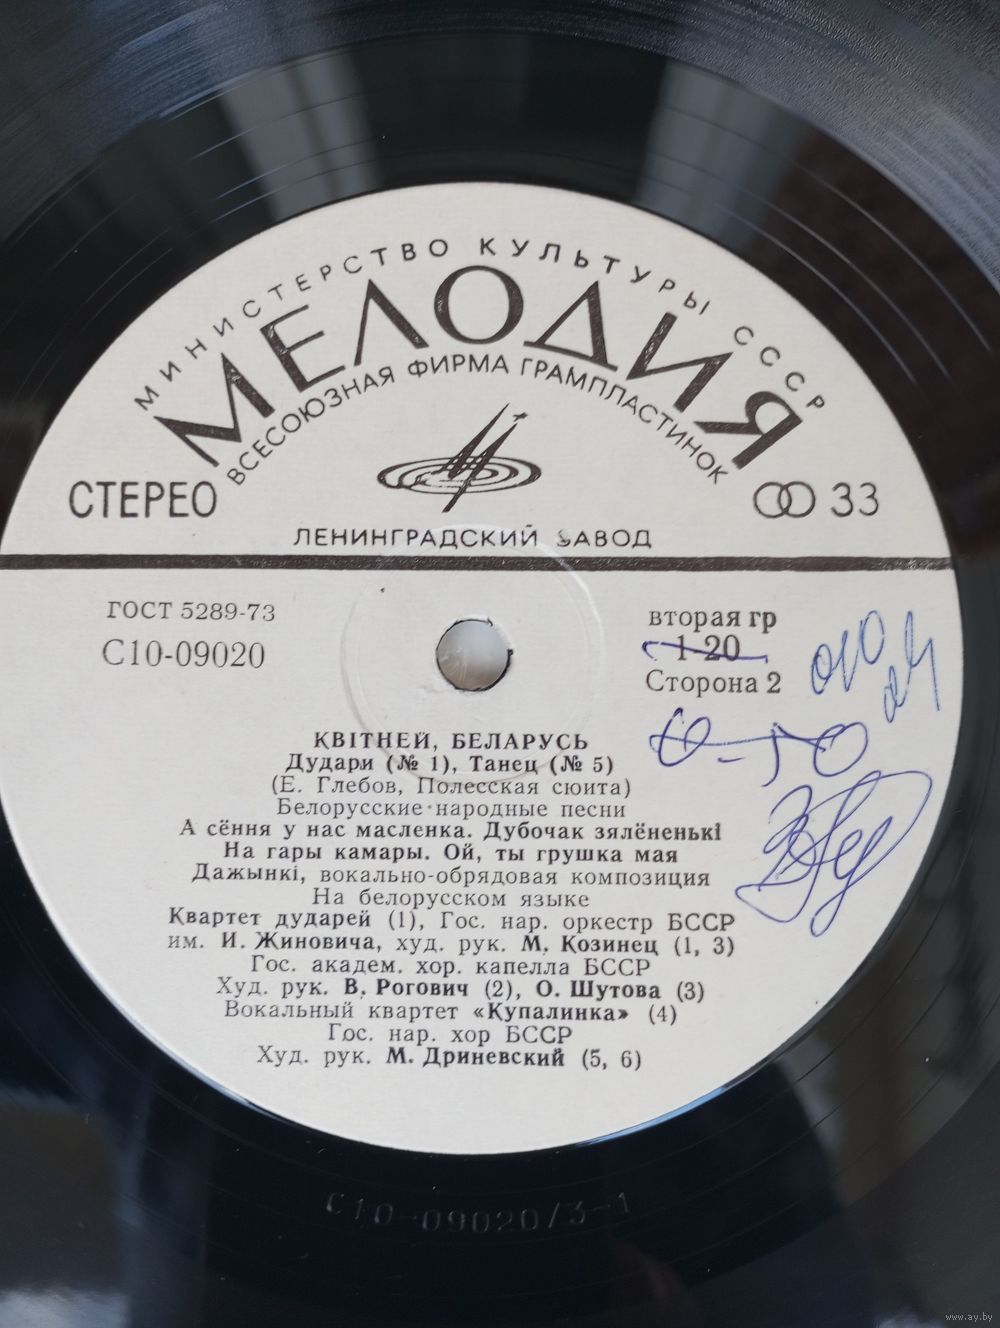 МИНИСТЕРСТВО КУЛЬТУРЫ СССР
МЕЛОДИЯ
ВСЕСОЮЗНАЯ ФИРМА ГРАМПЛАСТИНОК
СТЕРЕО
33
ЛЕНИНГРАДСКИЙ ЗАВОД
ГОСТ 5289-73
вторая гр
С10-09020
1-20
Сторона 2
КВІТНЕЙ, БЕЛАРУСЬ
Дудари (№ 1), Танец (№ 5)
(Е. Глебов, Полесская сюита)
Белорусские народные песни
А сёння у нас масленка. Дубочак зялёненькі
На гары камары. Ой, ты грушка мая
Дажынкі, вокально-обрядовая композиция
На белорусском языке
Квартет дударей (1), Гос. нар. оркестр БССР
им. И. Жиновича, худ. рук. М. Козинец (1, 3)
Гос. академ. хор. капелла БССР
Худ. рук. В. Рогович (2), О. Шутова (3)
Вокальный квартет «Купалинка» (4)
Гос. нар. хор БССР
Худ. рук. М. Дриневский (5, 6)
С10-09020/3-1
www.ay.by